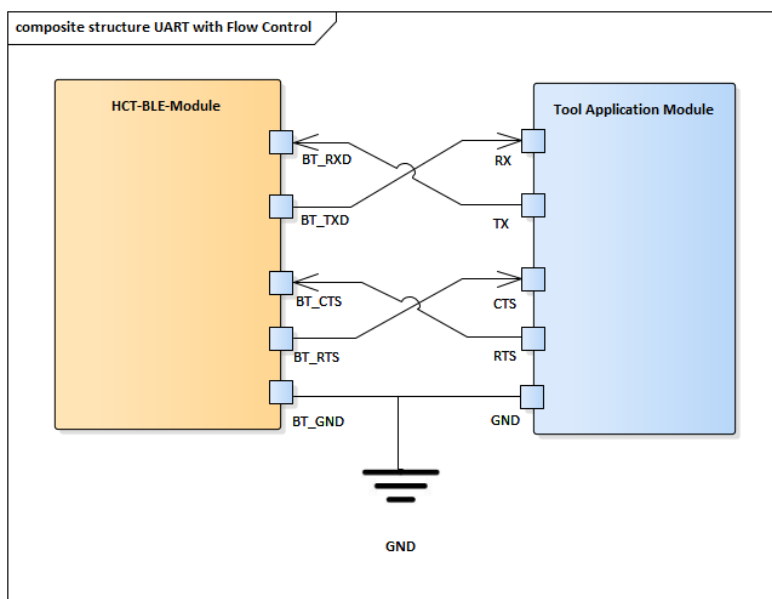 composite structure UART with Flow Control
HCT-BLE-Module
Tool Application Module
BT_RXD
RX
BT_TXD
TX
BT_CTS
CTS
BT_RTS
RTS
BT_GND
GND
GND